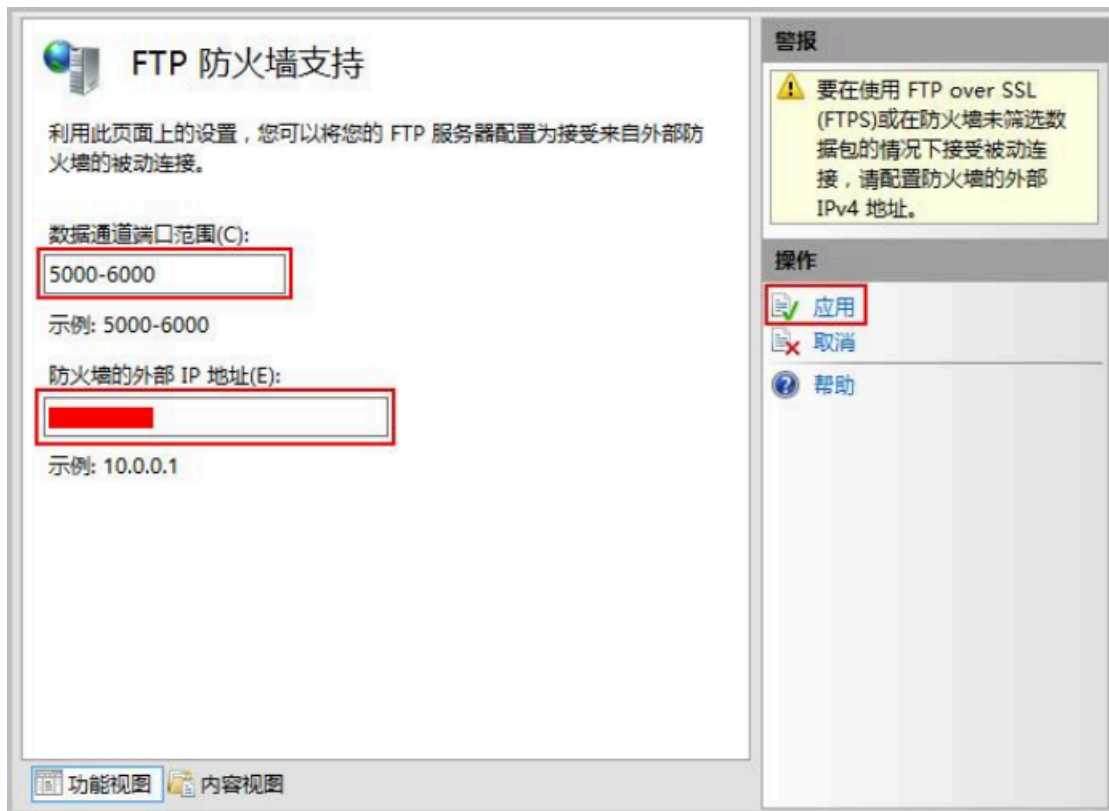 FTP 防火墙支持
利用此页面上的设置，您可以将您的 FTP 服务器配置为接受来自外部防
火墙的被动连接。
数据通道端口范围(C):
5000-6000
示例: 5000-6000
防火墙的外部 IP 地址(E):
示例: 10.0.0.1
功能视图
内容视图
警报
要在使用 FTP over SSL
(FTPS)或在防火墙未筛选数
据包的情况下接受被动连
接，请配置防火墙的外部
IPv4 地址。
操作
应用
取消
帮助